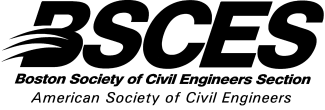 BSCES
Boston Society of Civil Engineers Section
American Society of Civil Engineers